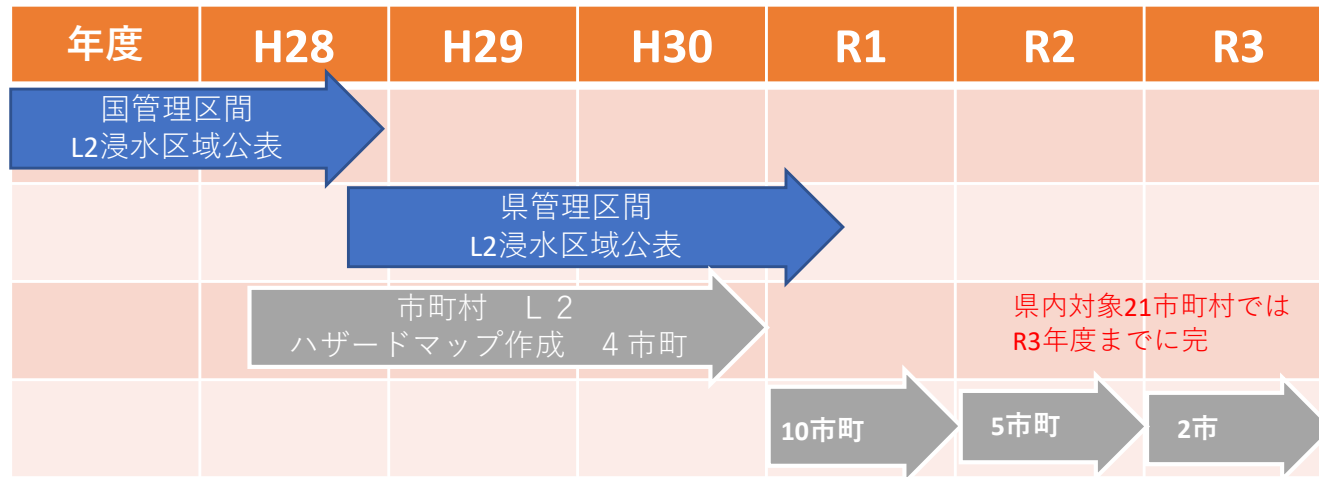 年度 H28 H29 H30 R1 R2 R3
国管理区間
L2浸水区域公表
県管理区間
L2浸水区域公表
市町村　Ｌ２
ハザードマップ作成　４市町
県内対象21市町村では
R3年度までに完
10市町
5市町
2市